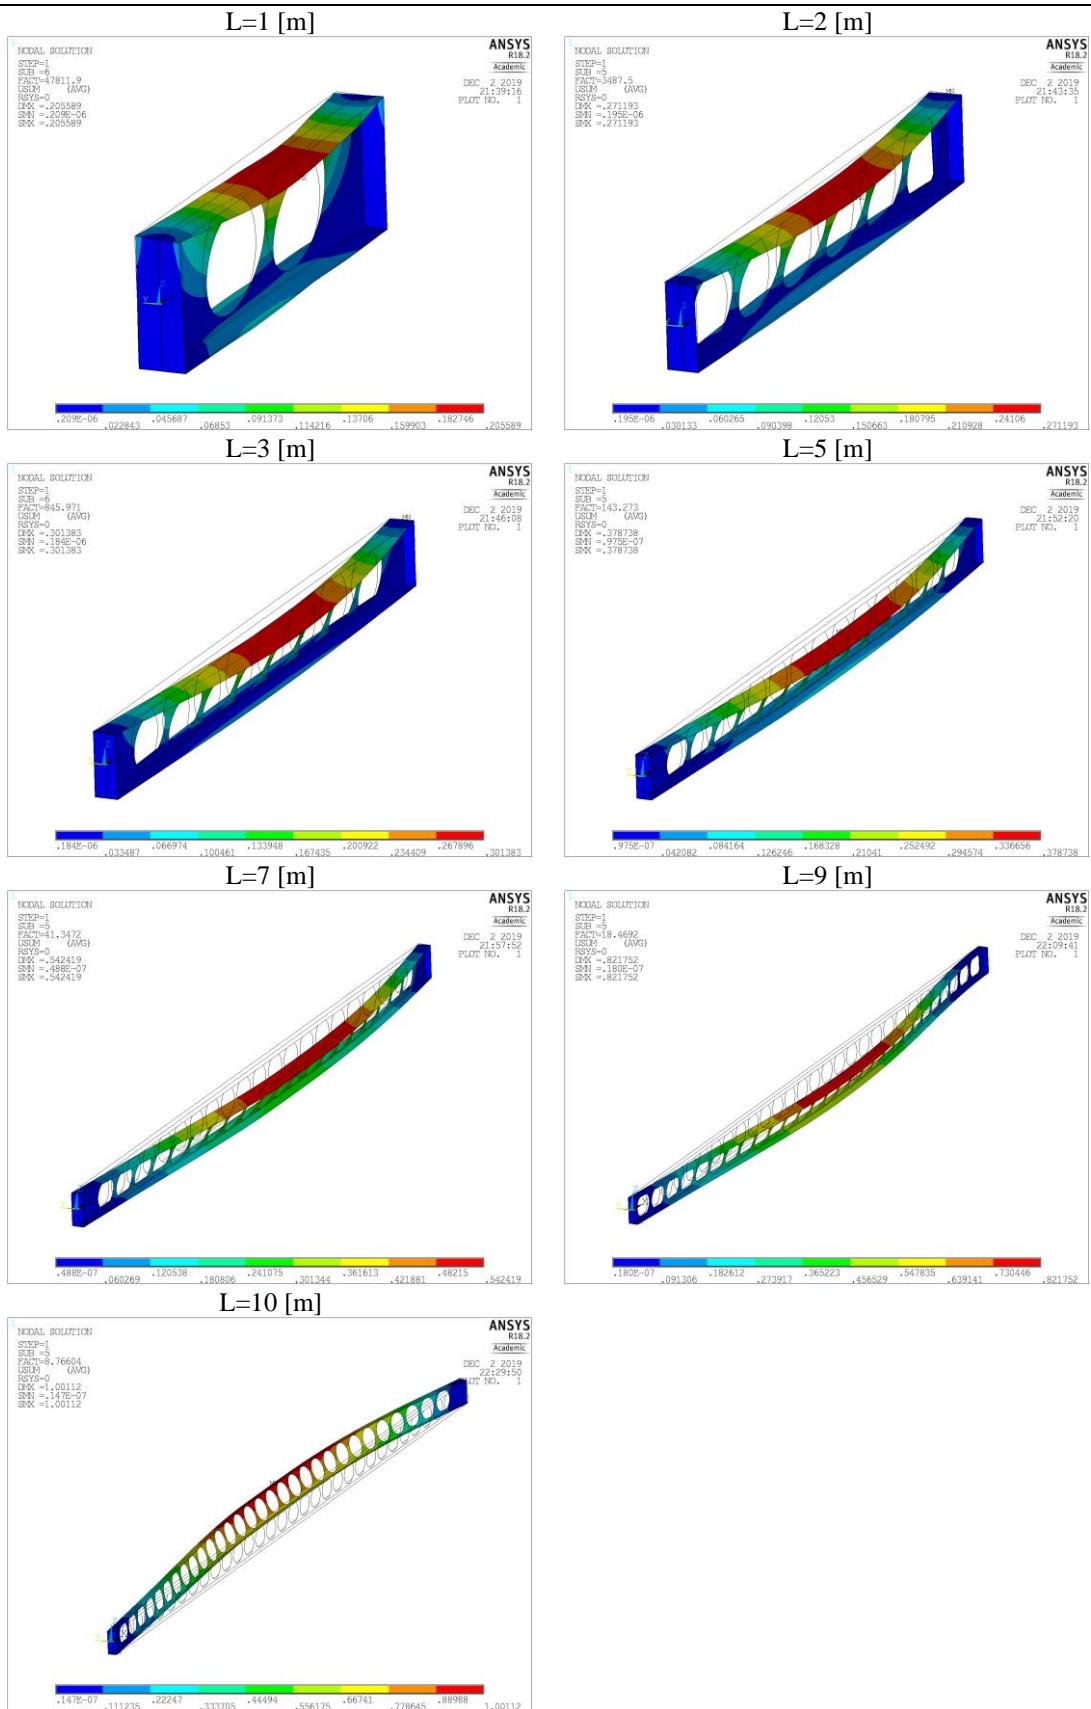 L=1 [m]
1
NODAL SOLUTION
STEP=1
SUB =6
FACT=47811.9
USUM (AVG)
RSYS=0
DMX =.205589
SMN =.209E-06
SMX =.205589
ANSYS
R18.2
Academic
DEC 2 2019
21:39:16
PLOT NO. 1
Y Z
.209E-06 .045687 .091373 .13706 .182746
.022843 .06853 .114216 .159903 .205589
L=2 [m]
1
NODAL SOLUTION
STEP=1
SUB =5
FACT=3487.5
USUM (AVG)
RSYS=0
DMX =.271193
SMN =.195E-06
SMX =.271193
ANSYS
R18.2
Academic
DEC 2 2019
21:43:35
PLOT NO. 1
MN
.195E-06 .060265 .12053 .180795 .24106
.030133 .090398 .150663 .210928 .271193
L=3 [m]
1
NODAL SOLUTION
STEP=1
SUB =6
FACT=845.971
USUM (AVG)
RSYS=0
DMX =.301383
SMN =.184E-06
SMX =.301383
ANSYS
R18.2
Academic
DEC 2 2019
21:46:08
PLOT NO. 1
MN
.184E-06 .066974 .133948 .200922 .267896
.033487 .100461 .167435 .234409 .301383
L=5 [m]
1
NODAL SOLUTION
STEP=1
SUB =5
FACT=143.273
USUM (AVG)
RSYS=0
DMX =.378738
SMN =.975E-07
SMX =.378738
ANSYS
R18.2
Academic
DEC 2 2019
21:52:20
PLOT NO. 1
.975E-07 .084164 .168328 .252492 .336656
.042082 .126246 .21041 .294574 .378738
L=7 [m]
1
NODAL SOLUTION
STEP=1
SUB =5
FACT=41.3472
USUM (AVG)
RSYS=0
DMX =.542419
SMN =.488E-07
SMX =.542419
ANSYS
R18.2
Academic
DEC 2 2019
21:57:52
PLOT NO. 1
.488E-07 .120538 .241075 .361613 .48215
.060269 .180806 .301344 .421881 .542419
L=9 [m]
1
NODAL SOLUTION
STEP=1
SUB =5
FACT=18.4692
USUM (AVG)
RSYS=0
DMX =.821752
SMN =.180E-07
SMX =.821752
ANSYS
R18.2
Academic
DEC 2 2019
22:09:41
PLOT NO. 1
.180E-07 .182612 .365223 .547835 .730446
.091306 .273917 .456529 .639141 .821752
L=10 [m]
1
NODAL SOLUTION
STEP=1
SUB =5
FACT=8.76604
USUM (AVG)
RSYS=0
DMX =1.00112
SMN =.147E-07
SMX =1.00112
ANSYS
R18.2
Academic
DEC 2 2019
22:29:50
PLOT NO. 1
.147E-07 .22247 .44494 .66741 .88988
.111235 .333705 .556175 .778645 1.00112